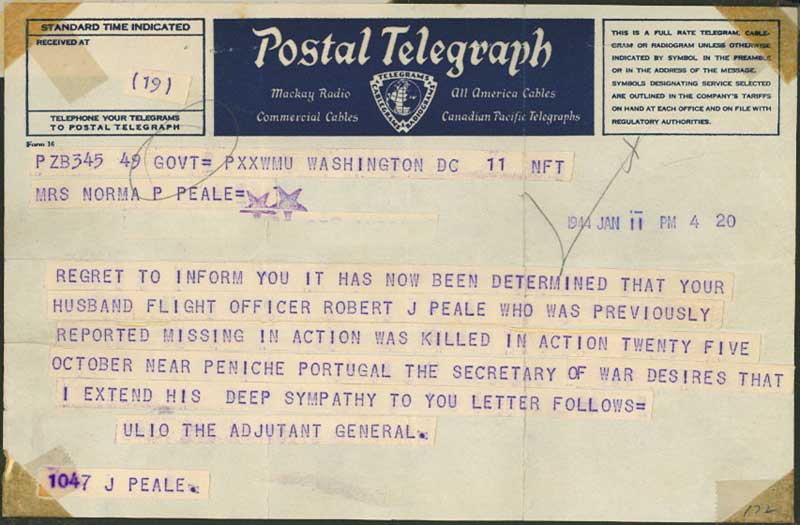 STANDARD TIME INDICATED
RECEIVED AT
(19)
TELEPHONE YOUR TELEGRAMS
TO POSTAL TELEGRAPH
Form 16
Postal Telegraph
Mackay Radio
Commercial Cables
TELEGRAMS
CABLEGRAMS
RADIOGRAMS
All America Cables
Canadian Pacific Telegraphs
THIS IS A FULL RATE TELEGRAM, CABLE-
GRAM OR RADIOGRAM UNLESS OTHERWISE
INDICATED BY SYMBOL IN THE PREAMBLE
OR IN THE ADDRESS OF THE MESSAGE.
SYMBOLS DESIGNATING SERVICE SELECTED
ARE OUTLINED IN THE COMPANY'S TARIFFS
ON HAND AT EACH OFFICE AND ON FILE WITH
REGULATORY AUTHORITIES.
PZB345 49 GOVT= PXXWMU WASHINGTON DC 11 NFT
MRS NORMA P PEALE=
1944 JAN 11 PM 4 20
REGRET TO INFORM YOU IT HAS NOW BEEN DETERMINED THAT YOUR
HUSBAND FLIGHT OFFICER ROBERT J PEALE WHO WAS PREVIOUSLY
REPORTED MISSING IN ACTION WAS KILLED IN ACTION TWENTY FIVE
OCTOBER NEAR PENICHE PORTUGAL THE SECRETARY OF WAR DESIRES THAT
I EXTEND HIS DEEP SYMPATHY TO YOU LETTER FOLLOWS=
ULIO THE ADJUTANT GENERAL.
1047 J PEALE.